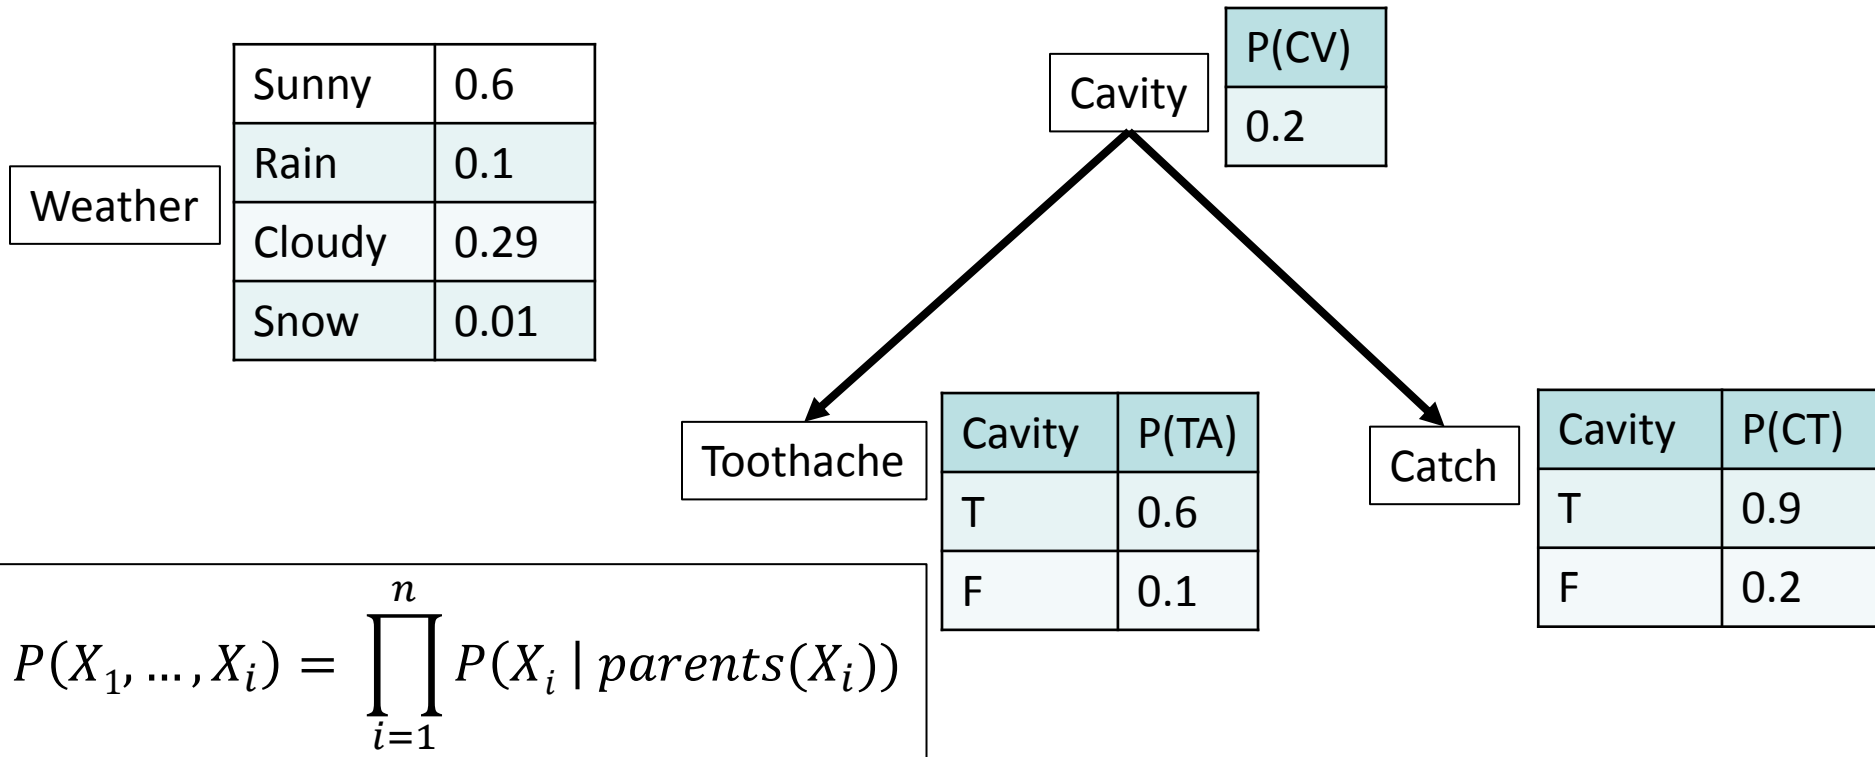 Weather
Sunny 0.6
Rain 0.1
Cloudy 0.29
Snow 0.01
Cavity
P(CV)
0.2
Toothache
Cavity P(TA)
T 0.6
F 0.1
Catch
Cavity P(CT)
T 0.9
F 0.2
P(X₁, … , Xᵢ) = ∏ⁿᵢ₌₁ P(Xᵢ | parents(Xᵢ))